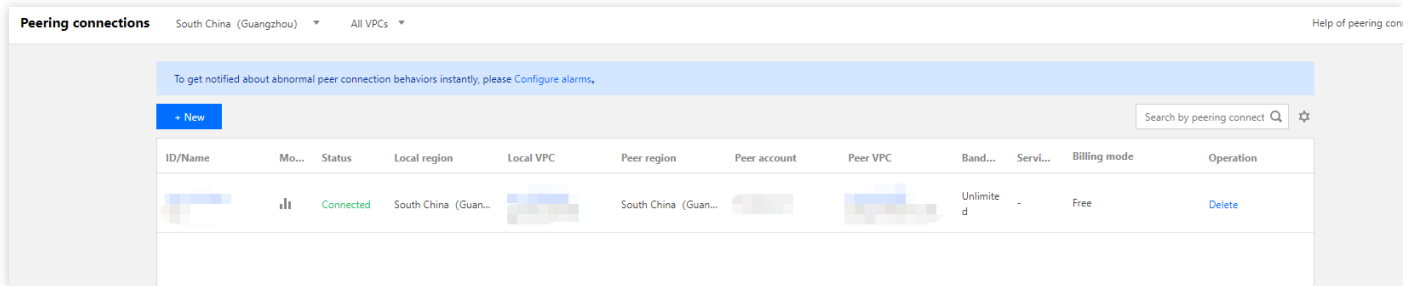 Peering connections South China (Guangzhou) All VPCs Help of peering con
To get notified about abnormal peer connection behaviors instantly, please Configure alarms。
+ New Search by peering connect
ID/Name Mo... Status Local region Local VPC Peer region Peer account Peer VPC Band... Servi... Billing mode Operation
Connected South China (Guan... South China (Guan... Unlimite
d - Free Delete